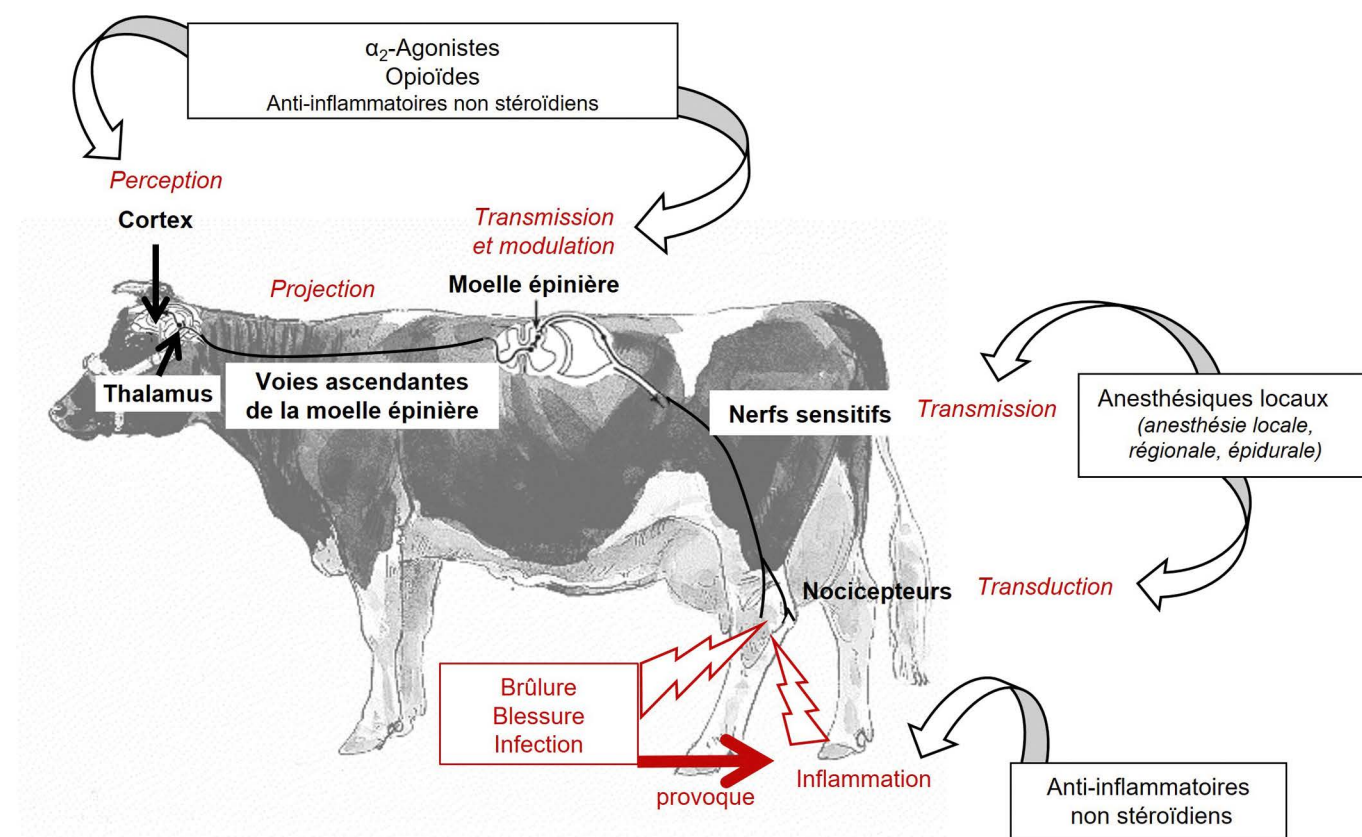 α₂-Agonistes
Opioïdes
Anti-inflammatoires non stéroïdiens
Perception
Cortex
Transmission
et modulation
Moelle épinière
Projection
Thalamus
Voies ascendantes
de la moelle épinière
Nerfs sensitifs
Transmission
Anesthésiques locaux
(anesthésie locale,
régionale, épidurale)
Nocicepteurs
Transduction
Brûlure
Blessure
Infection
provoque
Inflammation
Anti-inflammatoires
non stéroïdiens